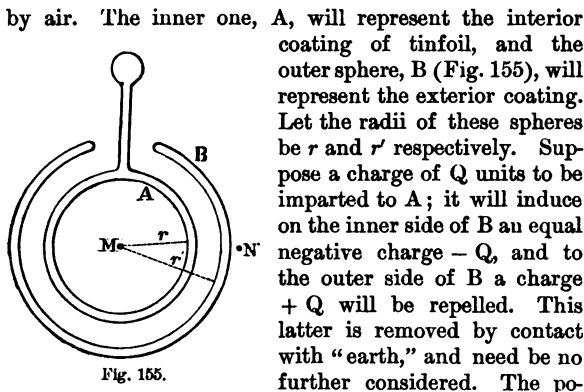 by air. The inner one, A, will represent the interior
coating of tinfoil, and the
outer sphere, B (Fig. 155), will
represent the exterior coating.
Let the radii of these spheres
be r and r′ respectively. Sup-
pose a charge of Q units to be
imparted to A; it will induce
on the inner side of B an equal
negative charge − Q, and to
the outer side of B a charge
+ Q will be repelled. This
latter is removed by contact
with “earth,” and need be no
further considered. The po-
B
A
M
r
r′
N
Fig. 155.